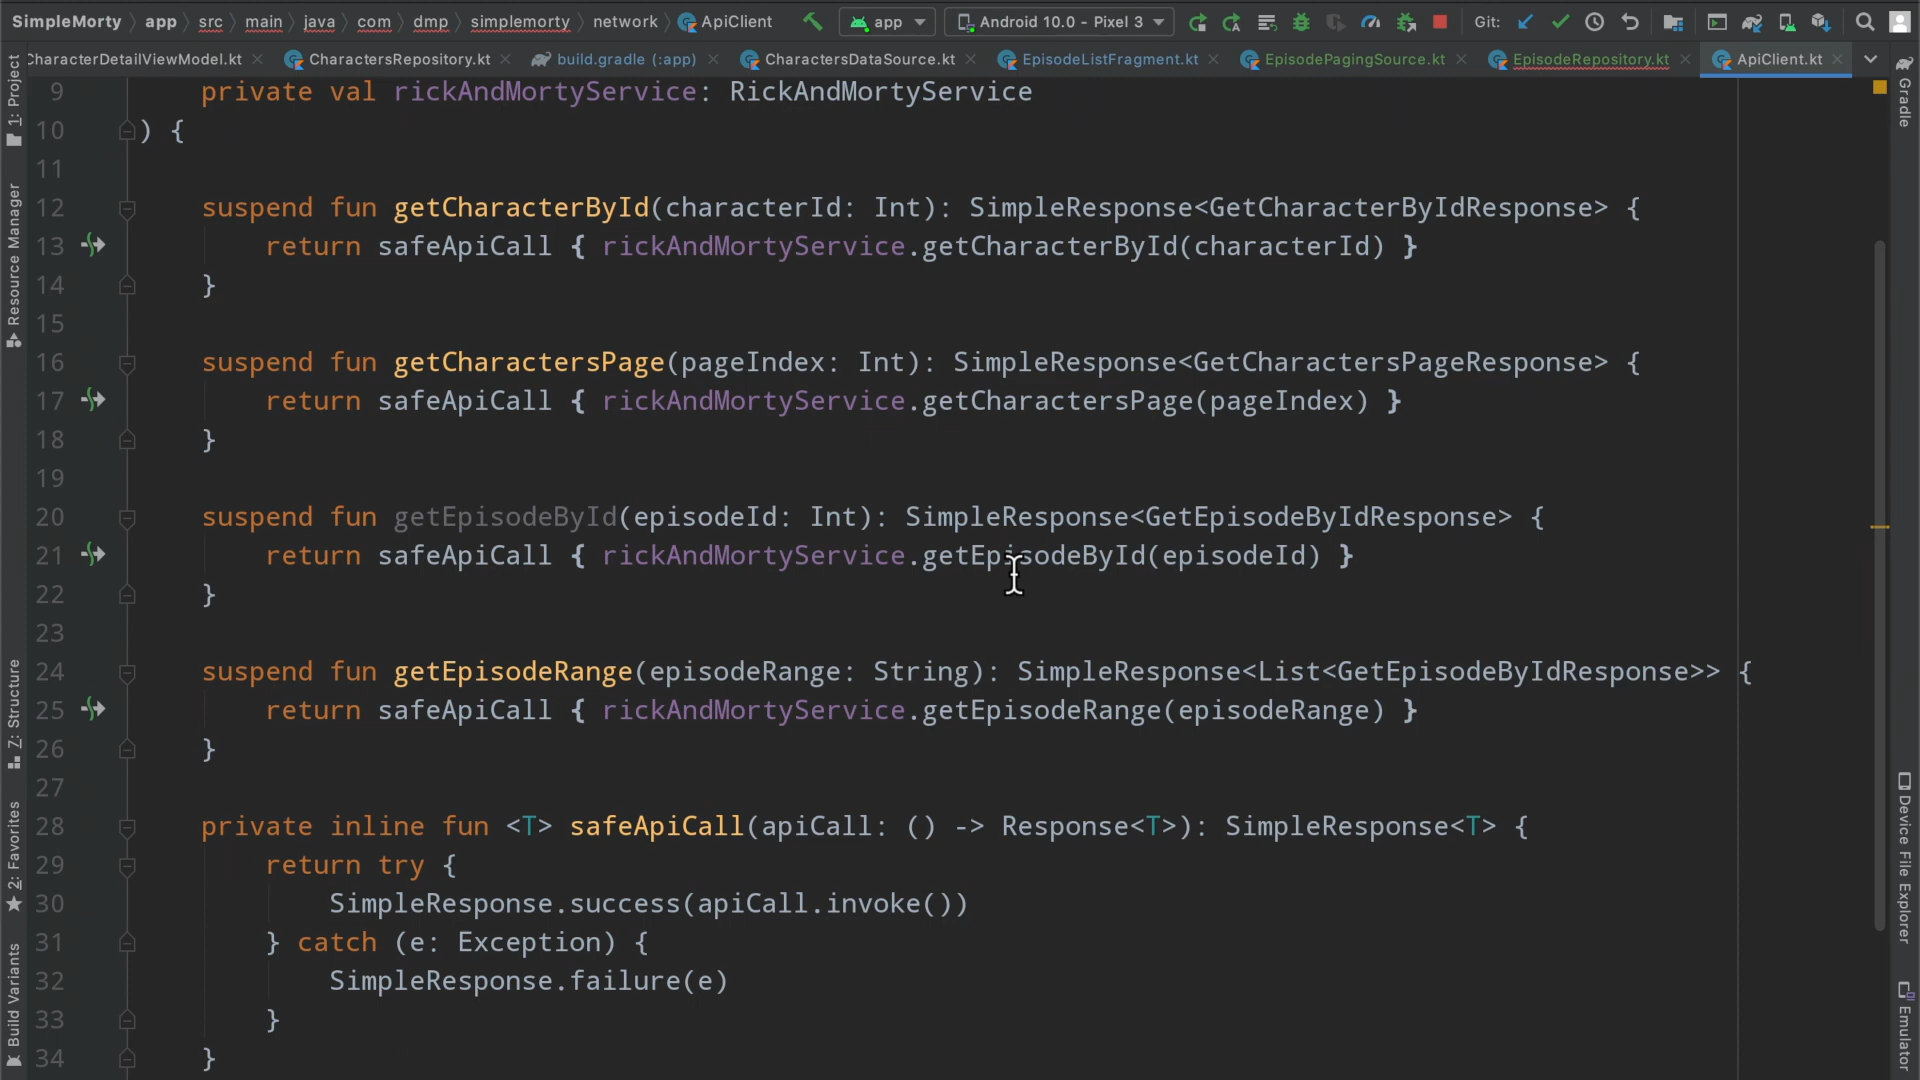 SimpleMorty app src main java com dmp simplemorty network ApiClient app Android 10.0 - Pixel 3 Git:
CharacterDetailViewModel.kt CharactersRepository.kt build.gradle (:app) CharactersDataSource.kt EpisodeListFragment.kt EpisodePagingSource.kt EpisodeRepository.kt ApiClient.kt
1: Project
Resource Manager
Z: Structure
2: Favorites
Build Variants
9 private val rickAndMortyService: RickAndMortyService
10 ) {
11
12 suspend fun getCharacterById(characterId: Int): SimpleResponse<GetCharacterByIdResponse> {
13 return safeApiCall { rickAndMortyService.getCharacterById(characterId) }
14 }
15
16 suspend fun getCharactersPage(pageIndex: Int): SimpleResponse<GetCharactersPageResponse> {
17 return safeApiCall { rickAndMortyService.getCharactersPage(pageIndex) }
18 }
19
20 suspend fun getEpisodeById(episodeId: Int): SimpleResponse<GetEpisodeByIdResponse> {
21 return safeApiCall { rickAndMortyService.getEpisodeById(episodeId) }
22 }
23
24 suspend fun getEpisodeRange(episodeRange: String): SimpleResponse<List<GetEpisodeByIdResponse>> {
25 return safeApiCall { rickAndMortyService.getEpisodeRange(episodeRange) }
26 }
27
28 private inline fun <T> safeApiCall(apiCall: () -> Response<T>): SimpleResponse<T> {
29 return try {
30 SimpleResponse.success(apiCall.invoke())
31 } catch (e: Exception) {
32 SimpleResponse.failure(e)
33 }
34 }
Gradle
Device File Explorer
Emulator